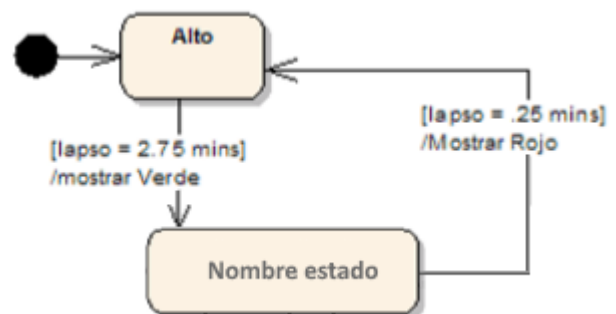 Alto
[lapso = 2.75 mins]
/mostrar Verde
[lapso = .25 mins]
/Mostrar Rojo
Nombre estado